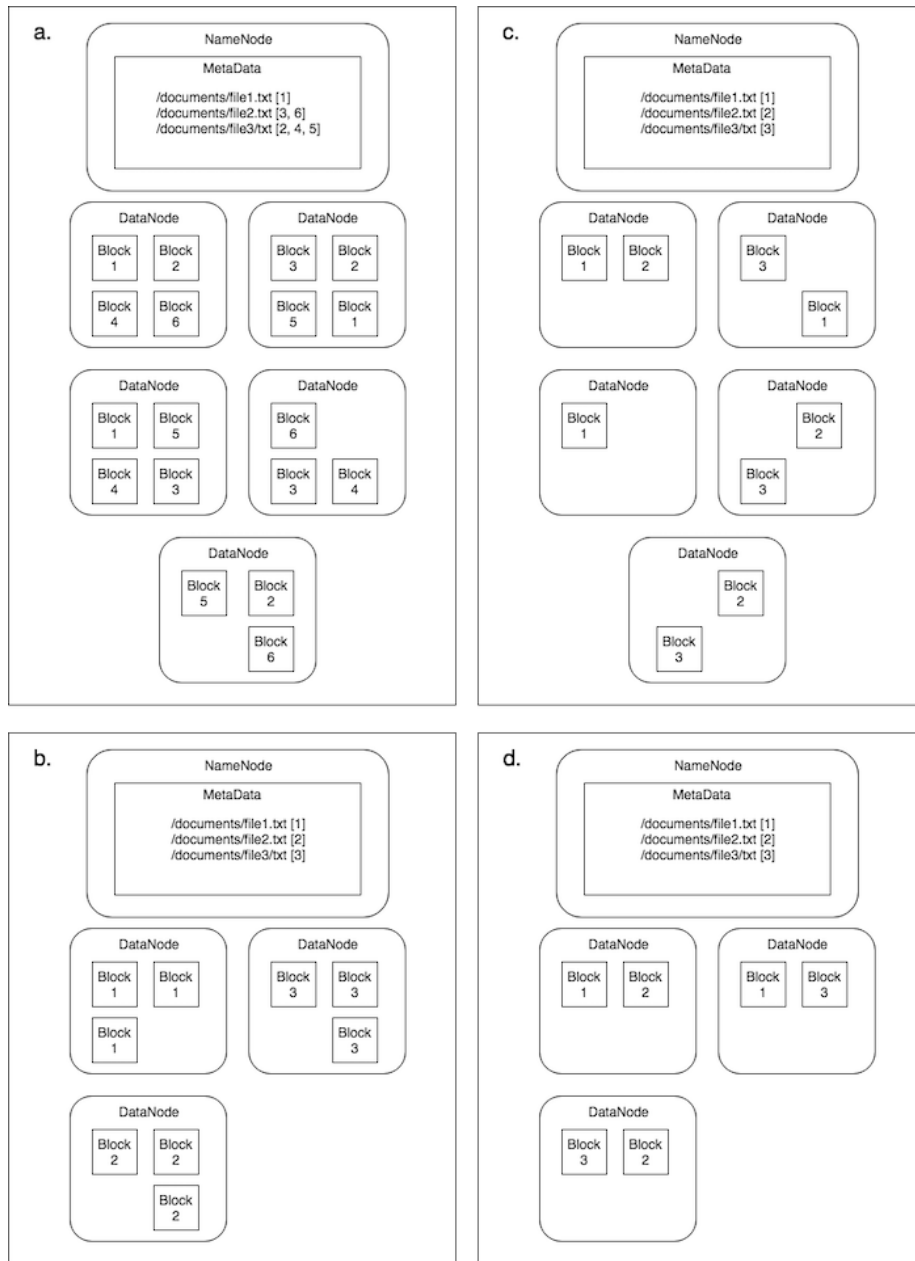 a.
NameNode
MetaData
/documents/file1.txt [1]
/documents/file2.txt [3, 6]
/documents/file3/txt [2, 4, 5]
DataNode
Block
1
Block
2
Block
4
Block
6
DataNode
Block
3
Block
2
Block
5
Block
1
DataNode
Block
1
Block
5
Block
4
Block
3
DataNode
Block
6
Block
3
Block
4
DataNode
Block
5
Block
2
Block
6
c.
NameNode
MetaData
/documents/file1.txt [1]
/documents/file2.txt [2]
/documents/file3/txt [3]
DataNode
Block
1
Block
2
DataNode
Block
3
Block
1
DataNode
Block
1
DataNode
Block
2
Block
3
DataNode
Block
2
Block
3
b.
NameNode
MetaData
/documents/file1.txt [1]
/documents/file2.txt [2]
/documents/file3/txt [3]
DataNode
Block
1
Block
1
Block
1
DataNode
Block
3
Block
3
Block
3
DataNode
Block
2
Block
2
Block
2
d.
NameNode
MetaData
/documents/file1.txt [1]
/documents/file2.txt [2]
/documents/file3/txt [3]
DataNode
Block
1
Block
2
DataNode
Block
1
Block
3
DataNode
Block
3
Block
2